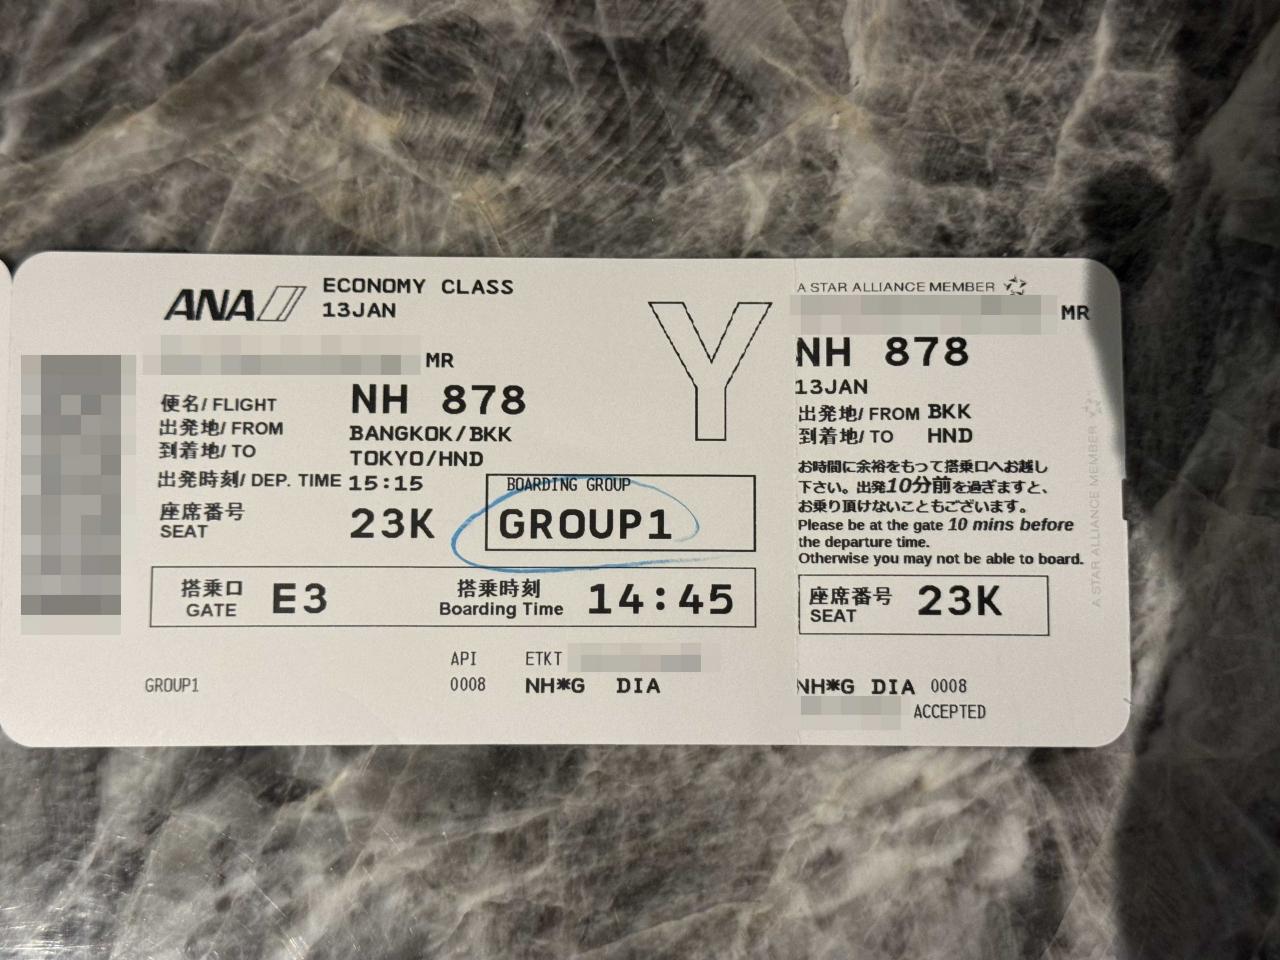 ANA
ECONOMY CLASS
13JAN
MR
便名/ FLIGHT NH 878
出発地/ FROM BANGKOK/BKK
到着地/ TO TOKYO/HND
出発時刻/ DEP. TIME 15:15
座席番号
SEAT
23K
Y
BOARDING GROUP
GROUP1
搭乗口
GATE
E3
搭乗時刻
Boarding Time
14:45
API ETKT
GROUP1 0008 NH*G DIA
A STAR ALLIANCE MEMBER
MR
NH 878
13JAN
出発地/ FROM BKK
到着地/ TO HND
お時間に余裕をもって搭乗口へお越し
下さい。出発10分前を過ぎますと、
お乗り頂けないこともございます。
Please be at the gate 10 mins before
the departure time.
Otherwise you may not be able to board.
座席番号
SEAT
23K
NH*G DIA 0008
ACCEPTED
A STAR ALLIANCE MEMBER